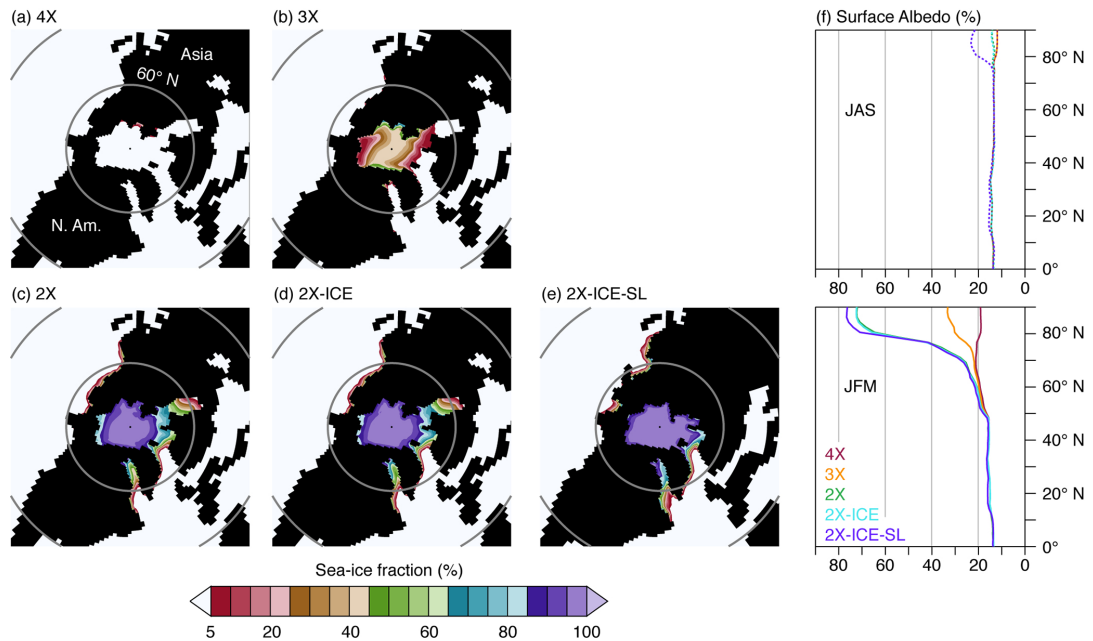 (a) 4X
(b) 3X
(f) Surface Albedo (%)
Asia
60° N
N. Am.
80° N
60° N
40° N
20° N
0°
JAS
80 60 40 20 0
(c) 2X
(d) 2X-ICE
(e) 2X-ICE-SL
80° N
60° N
40° N
20° N
0°
JFM
4X
3X
2X
2X-ICE
2X-ICE-SL
80 60 40 20 0
Sea-ice fraction (%)
5 20 40 60 80 100